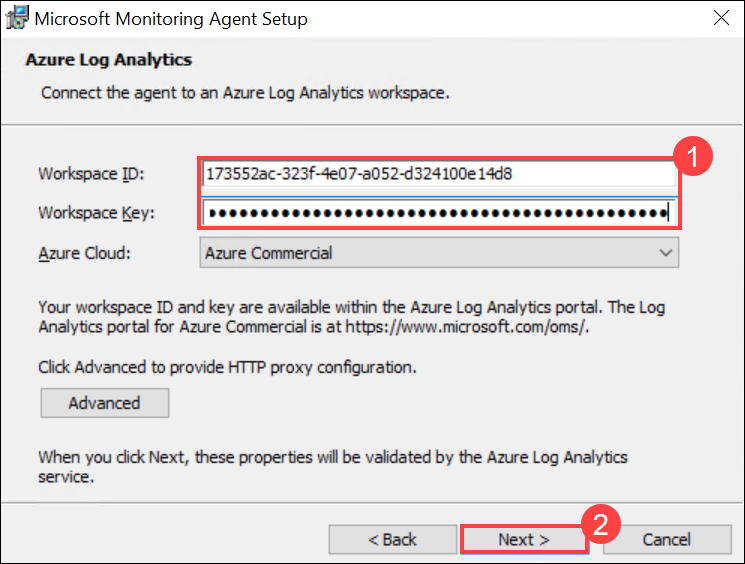 Microsoft Monitoring Agent Setup
Azure Log Analytics
Connect the agent to an Azure Log Analytics workspace.
1
Workspace ID: 173552ac-323f-4e07-a052-d324100e14d8
Workspace Key: ●●●●●●●●●●●●●●●●●●●●●●●●●●●●●●●●●●●●●●●●●●●●
Azure Cloud: Azure Commercial
Your workspace ID and key are available within the Azure Log Analytics portal. The Log
Analytics portal for Azure Commercial is at https://www.microsoft.com/oms/.
Click Advanced to provide HTTP proxy configuration.
Advanced
When you click Next, these properties will be validated by the Azure Log Analytics
service.
2
< Back Next > Cancel